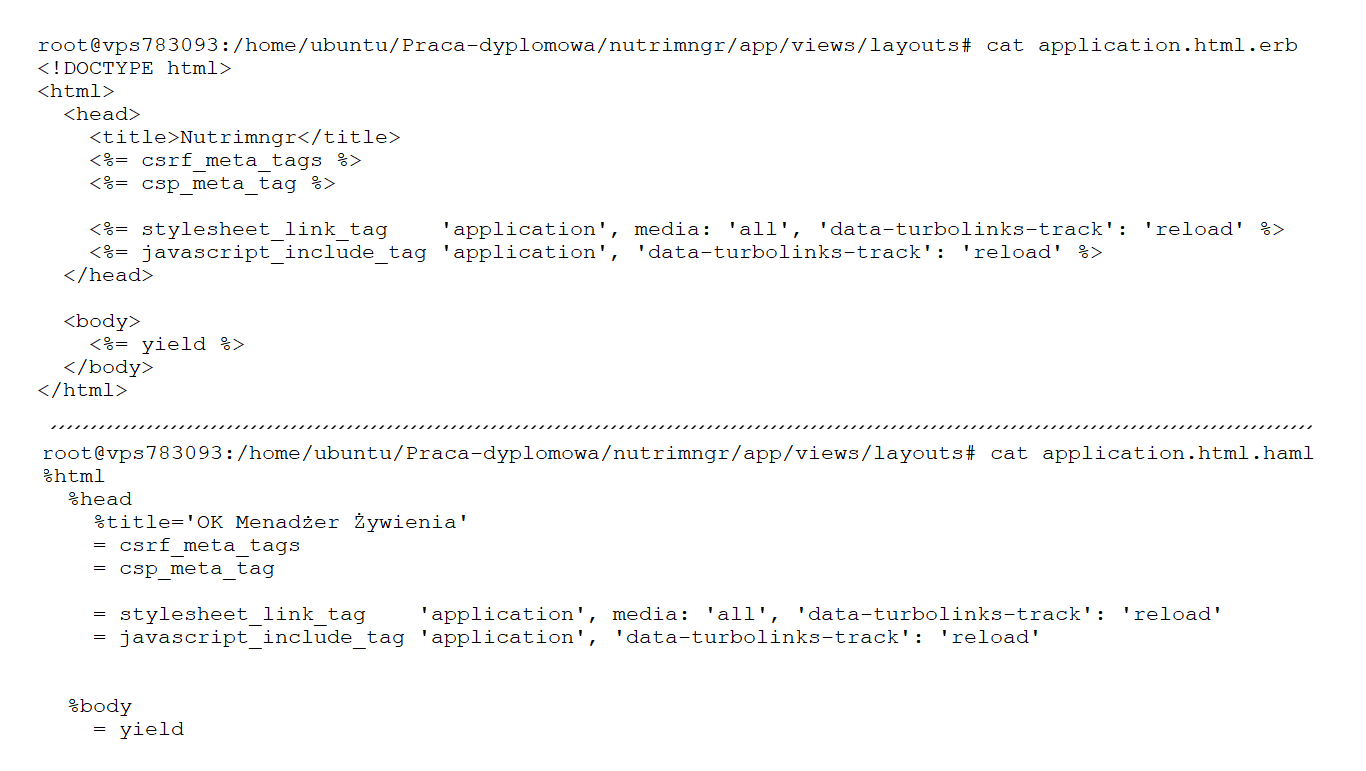 root@vps783093:/home/ubuntu/Praca-dyplomowa/nutrimngr/app/views/layouts# cat application.html.erb
<!DOCTYPE html>
<html>
  <head>
    <title>Nutrimngr</title>
    <%= csrf_meta_tags %>
    <%= csp_meta_tag %>

    <%= stylesheet_link_tag    'application', media: 'all', 'data-turbolinks-track': 'reload' %>
    <%= javascript_include_tag 'application', 'data-turbolinks-track': 'reload' %>
  </head>

  <body>
    <%= yield %>
  </body>
</html>

root@vps783093:/home/ubuntu/Praca-dyplomowa/nutrimngr/app/views/layouts# cat application.html.haml
%html
  %head
    %title='OK Menadżer Żywienia'
    = csrf_meta_tags
    = csp_meta_tag

    = stylesheet_link_tag    'application', media: 'all', 'data-turbolinks-track': 'reload'
    = javascript_include_tag 'application', 'data-turbolinks-track': 'reload'


  %body
    = yield